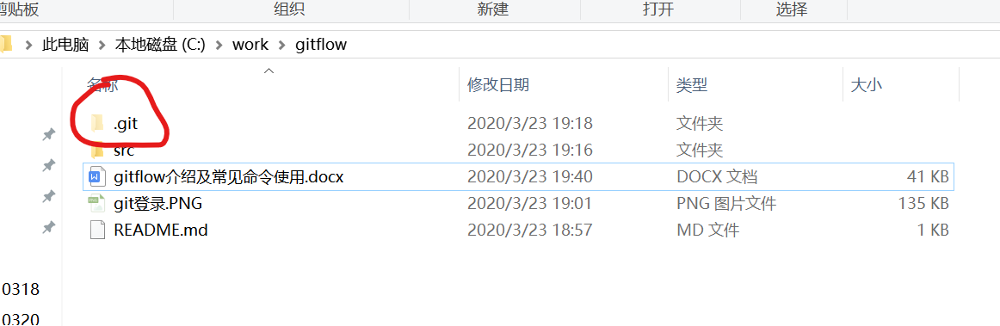 剪贴板 组织 新建 打开 选择
此电脑 本地磁盘 (C:) work gitflow
名称 修改日期 类型 大小
.git 2020/3/23 19:18 文件夹
src 2020/3/23 19:16 文件夹
gitflow介绍及常见命令使用.docx 2020/3/23 19:40 DOCX 文档 41 KB
git登录.PNG 2020/3/23 19:01 PNG 图片文件 135 KB
README.md 2020/3/23 18:57 MD 文件 1 KB
0318
0320